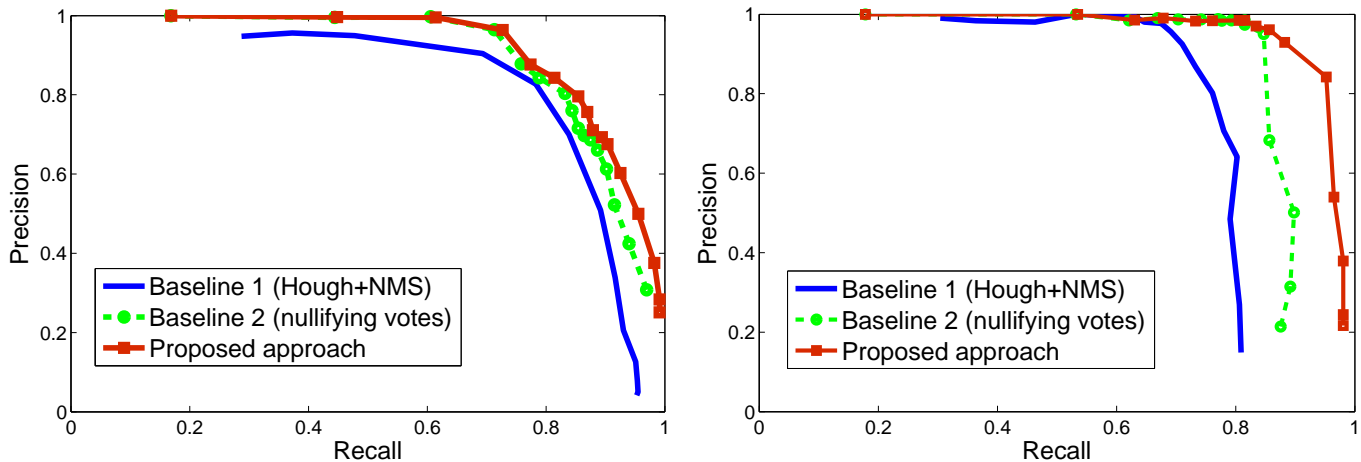 1
0.8
0.6
0.4
0.2
0
Precision
Baseline 1 (Hough+NMS)
Baseline 2 (nullifying votes)
Proposed approach
0 0.2 0.4 0.6 0.8 1
Recall
1
0.8
0.6
0.4
0.2
0
Precision
Baseline 1 (Hough+NMS)
Baseline 2 (nullifying votes)
Proposed approach
0 0.2 0.4 0.6 0.8 1
Recall